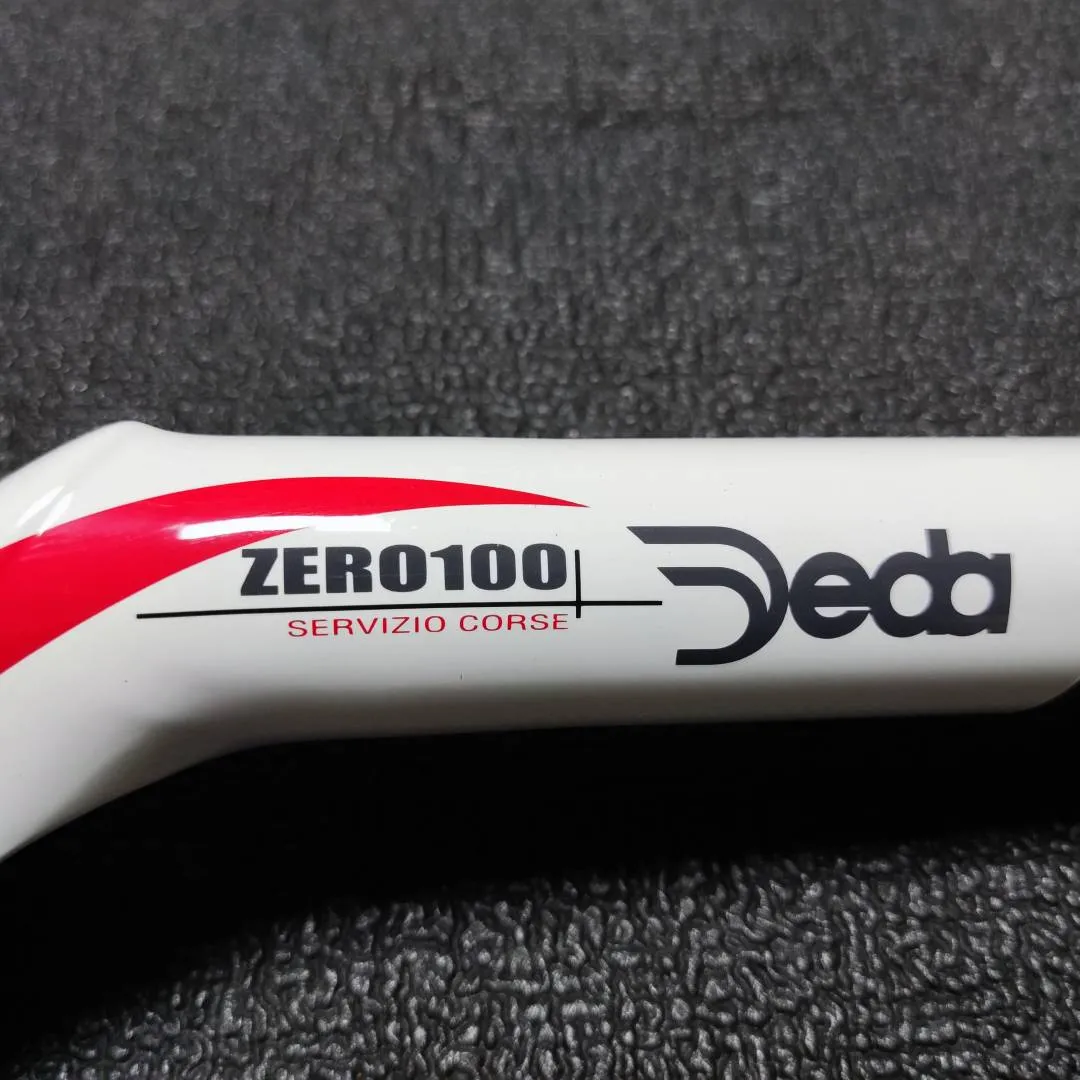 ZERO100
SERVIZIO CORSE
Deda